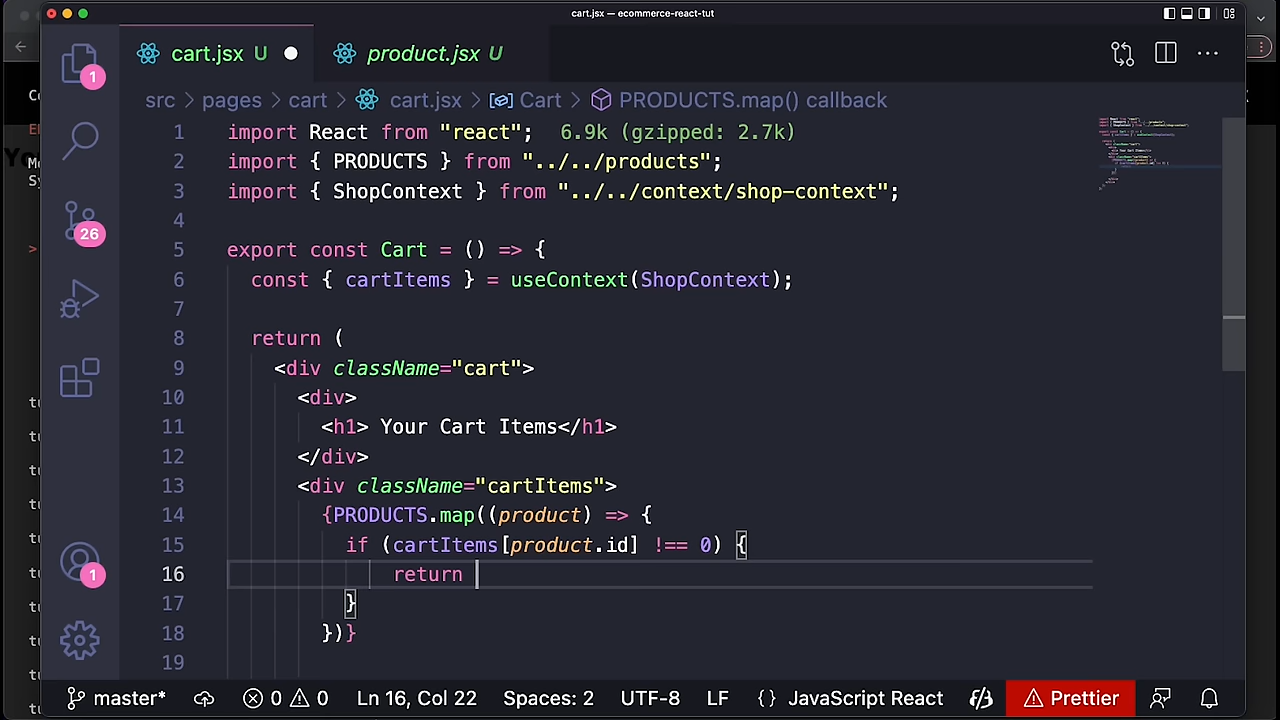 cart.jsx — ecommerce-react-tut
cart.jsx U
product.jsx U
src > pages > cart > cart.jsx > Cart > PRODUCTS.map() callback
1 import React from "react"; 6.9k (gzipped: 2.7k)
2 import { PRODUCTS } from "../../products";
3 import { ShopContext } from "../../context/shop-context";
4
5 export const Cart = () => {
6 const { cartItems } = useContext(ShopContext);
7
8 return (
9 <div className="cart">
10 <div>
11 <h1> Your Cart Items</h1>
12 </div>
13 <div className="cartItems">
14 {PRODUCTS.map((product) => {
15 if (cartItems[product.id] !== 0) {
16 return
17 }
18 })}
19
1
26
1
master* 0 0 Ln 16, Col 22 Spaces: 2 UTF-8 LF {} JavaScript React Prettier